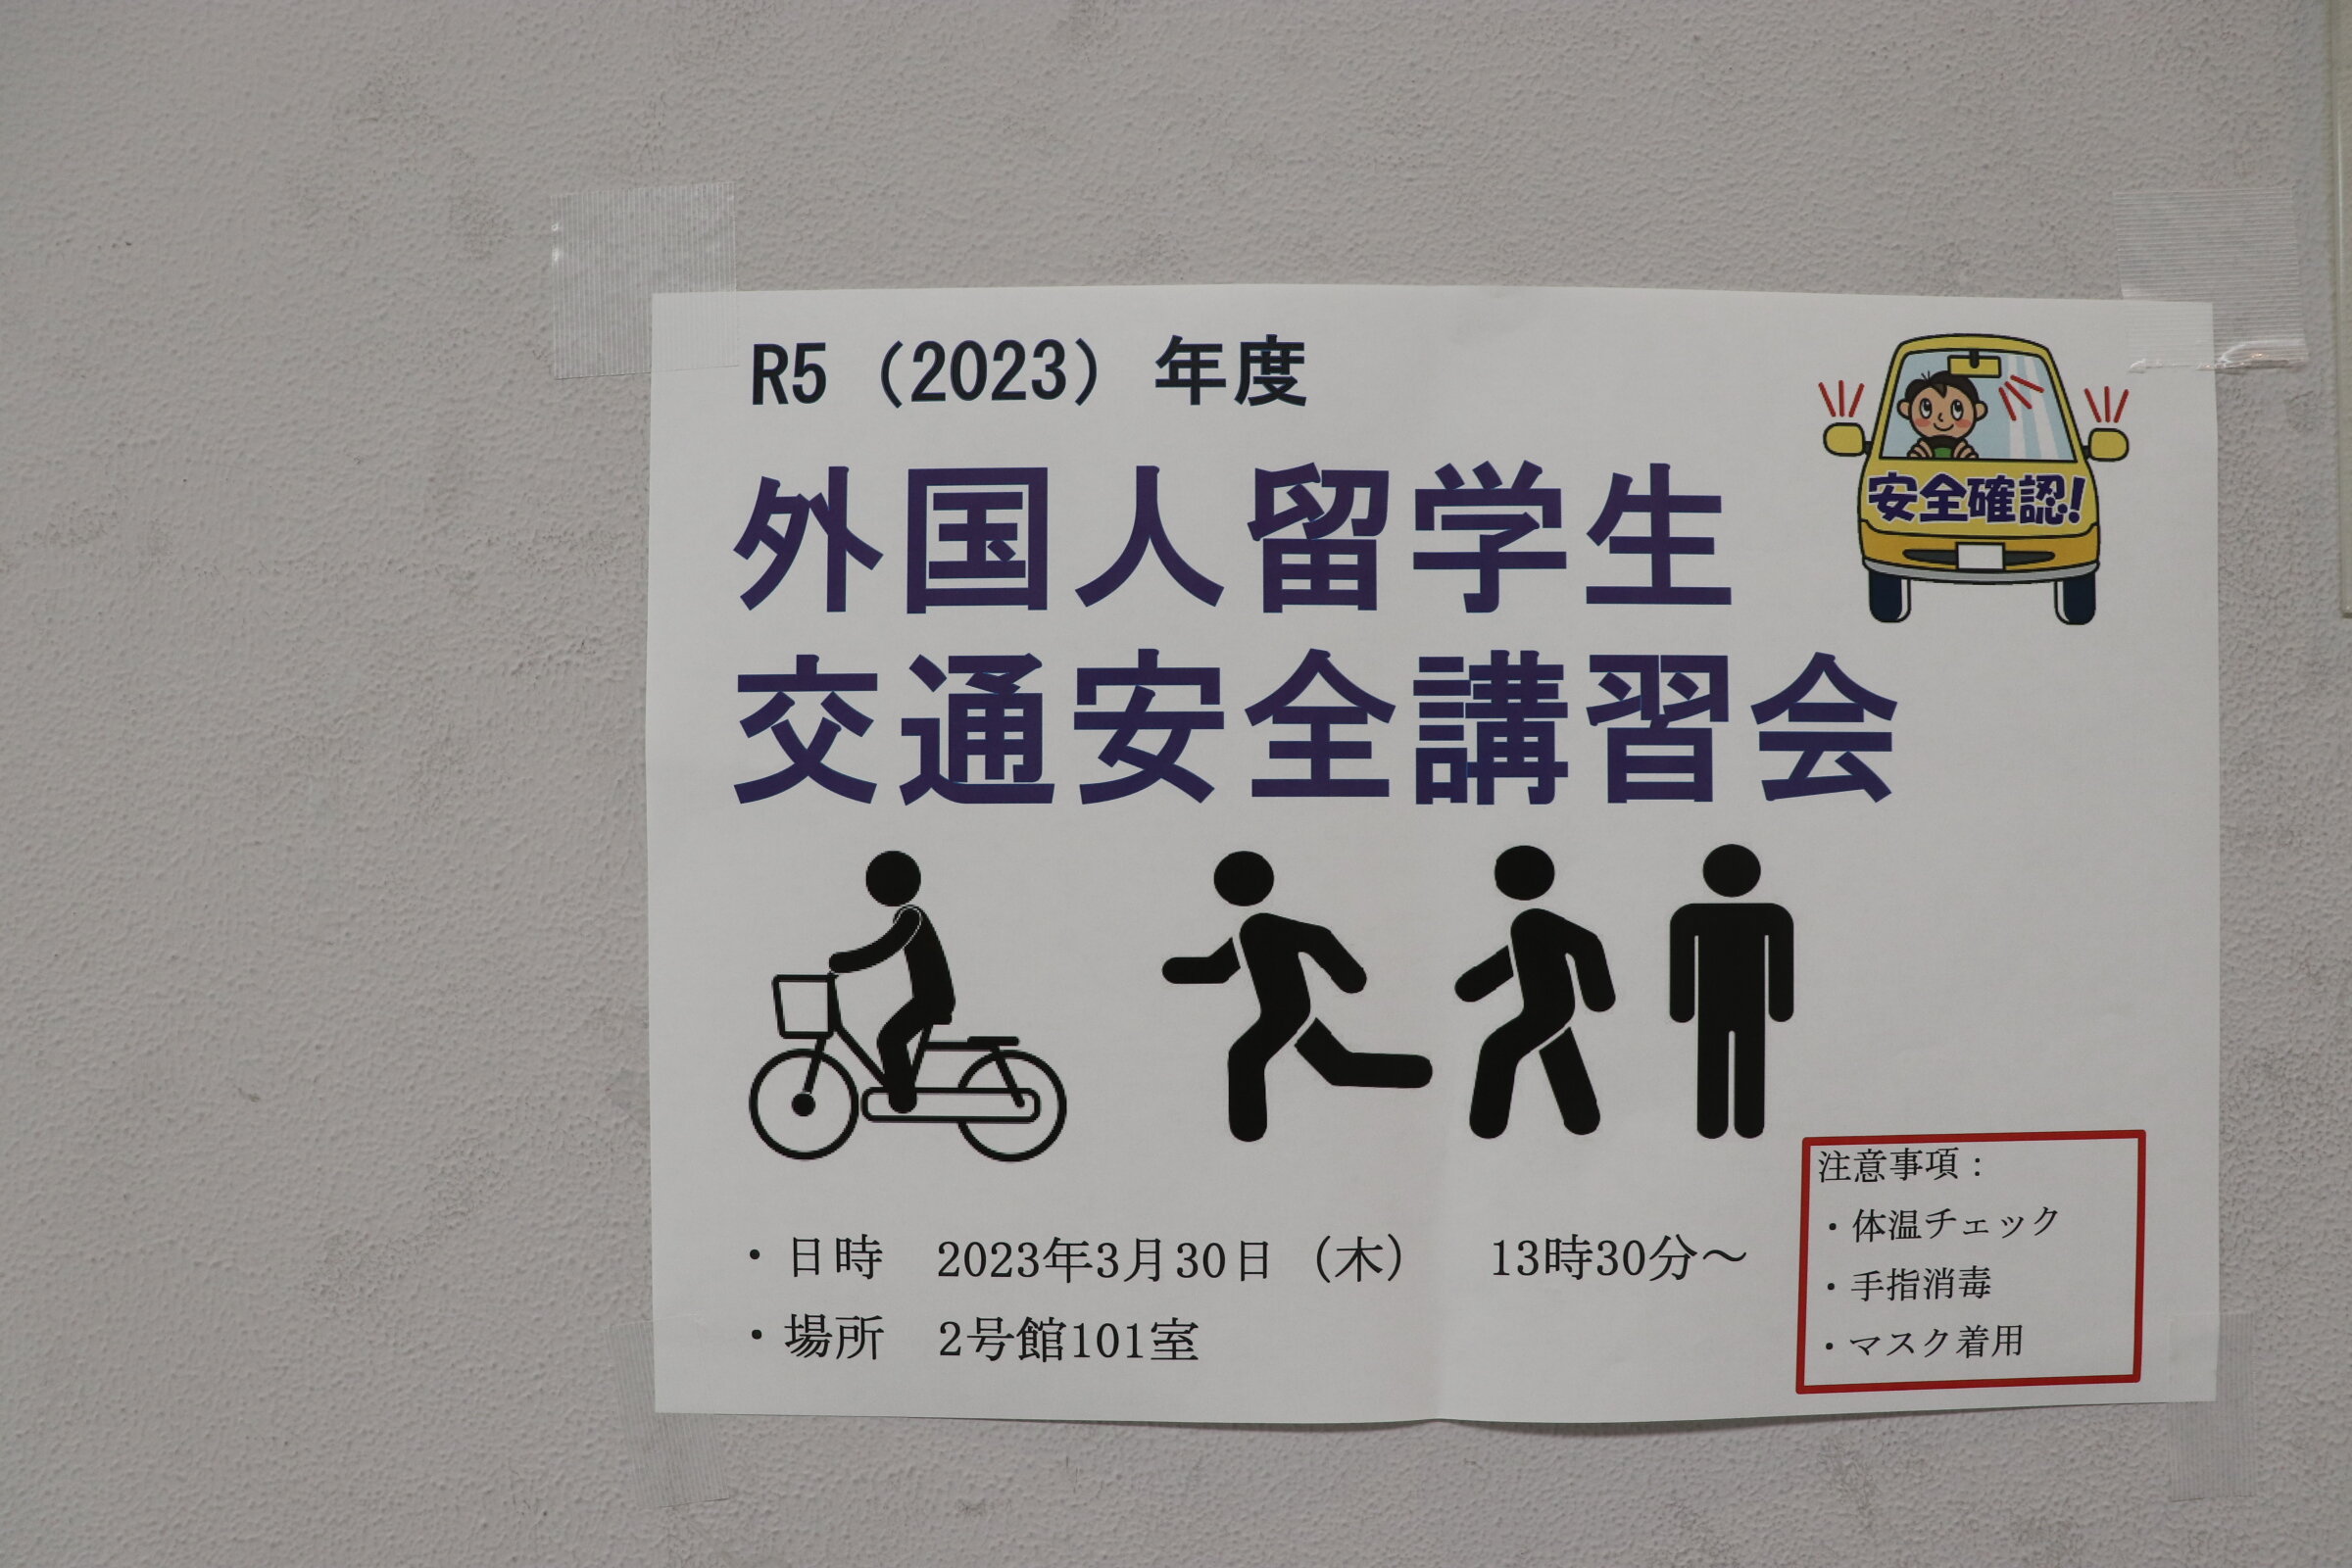 R5（2023）年度
外国人留学生
安全確認!
交通安全講習会
・日時　2023年3月30日（木）　13時30分～
・場所　2号館101室
注意事項：
・体温チェック
・手指消毒
・マスク着用